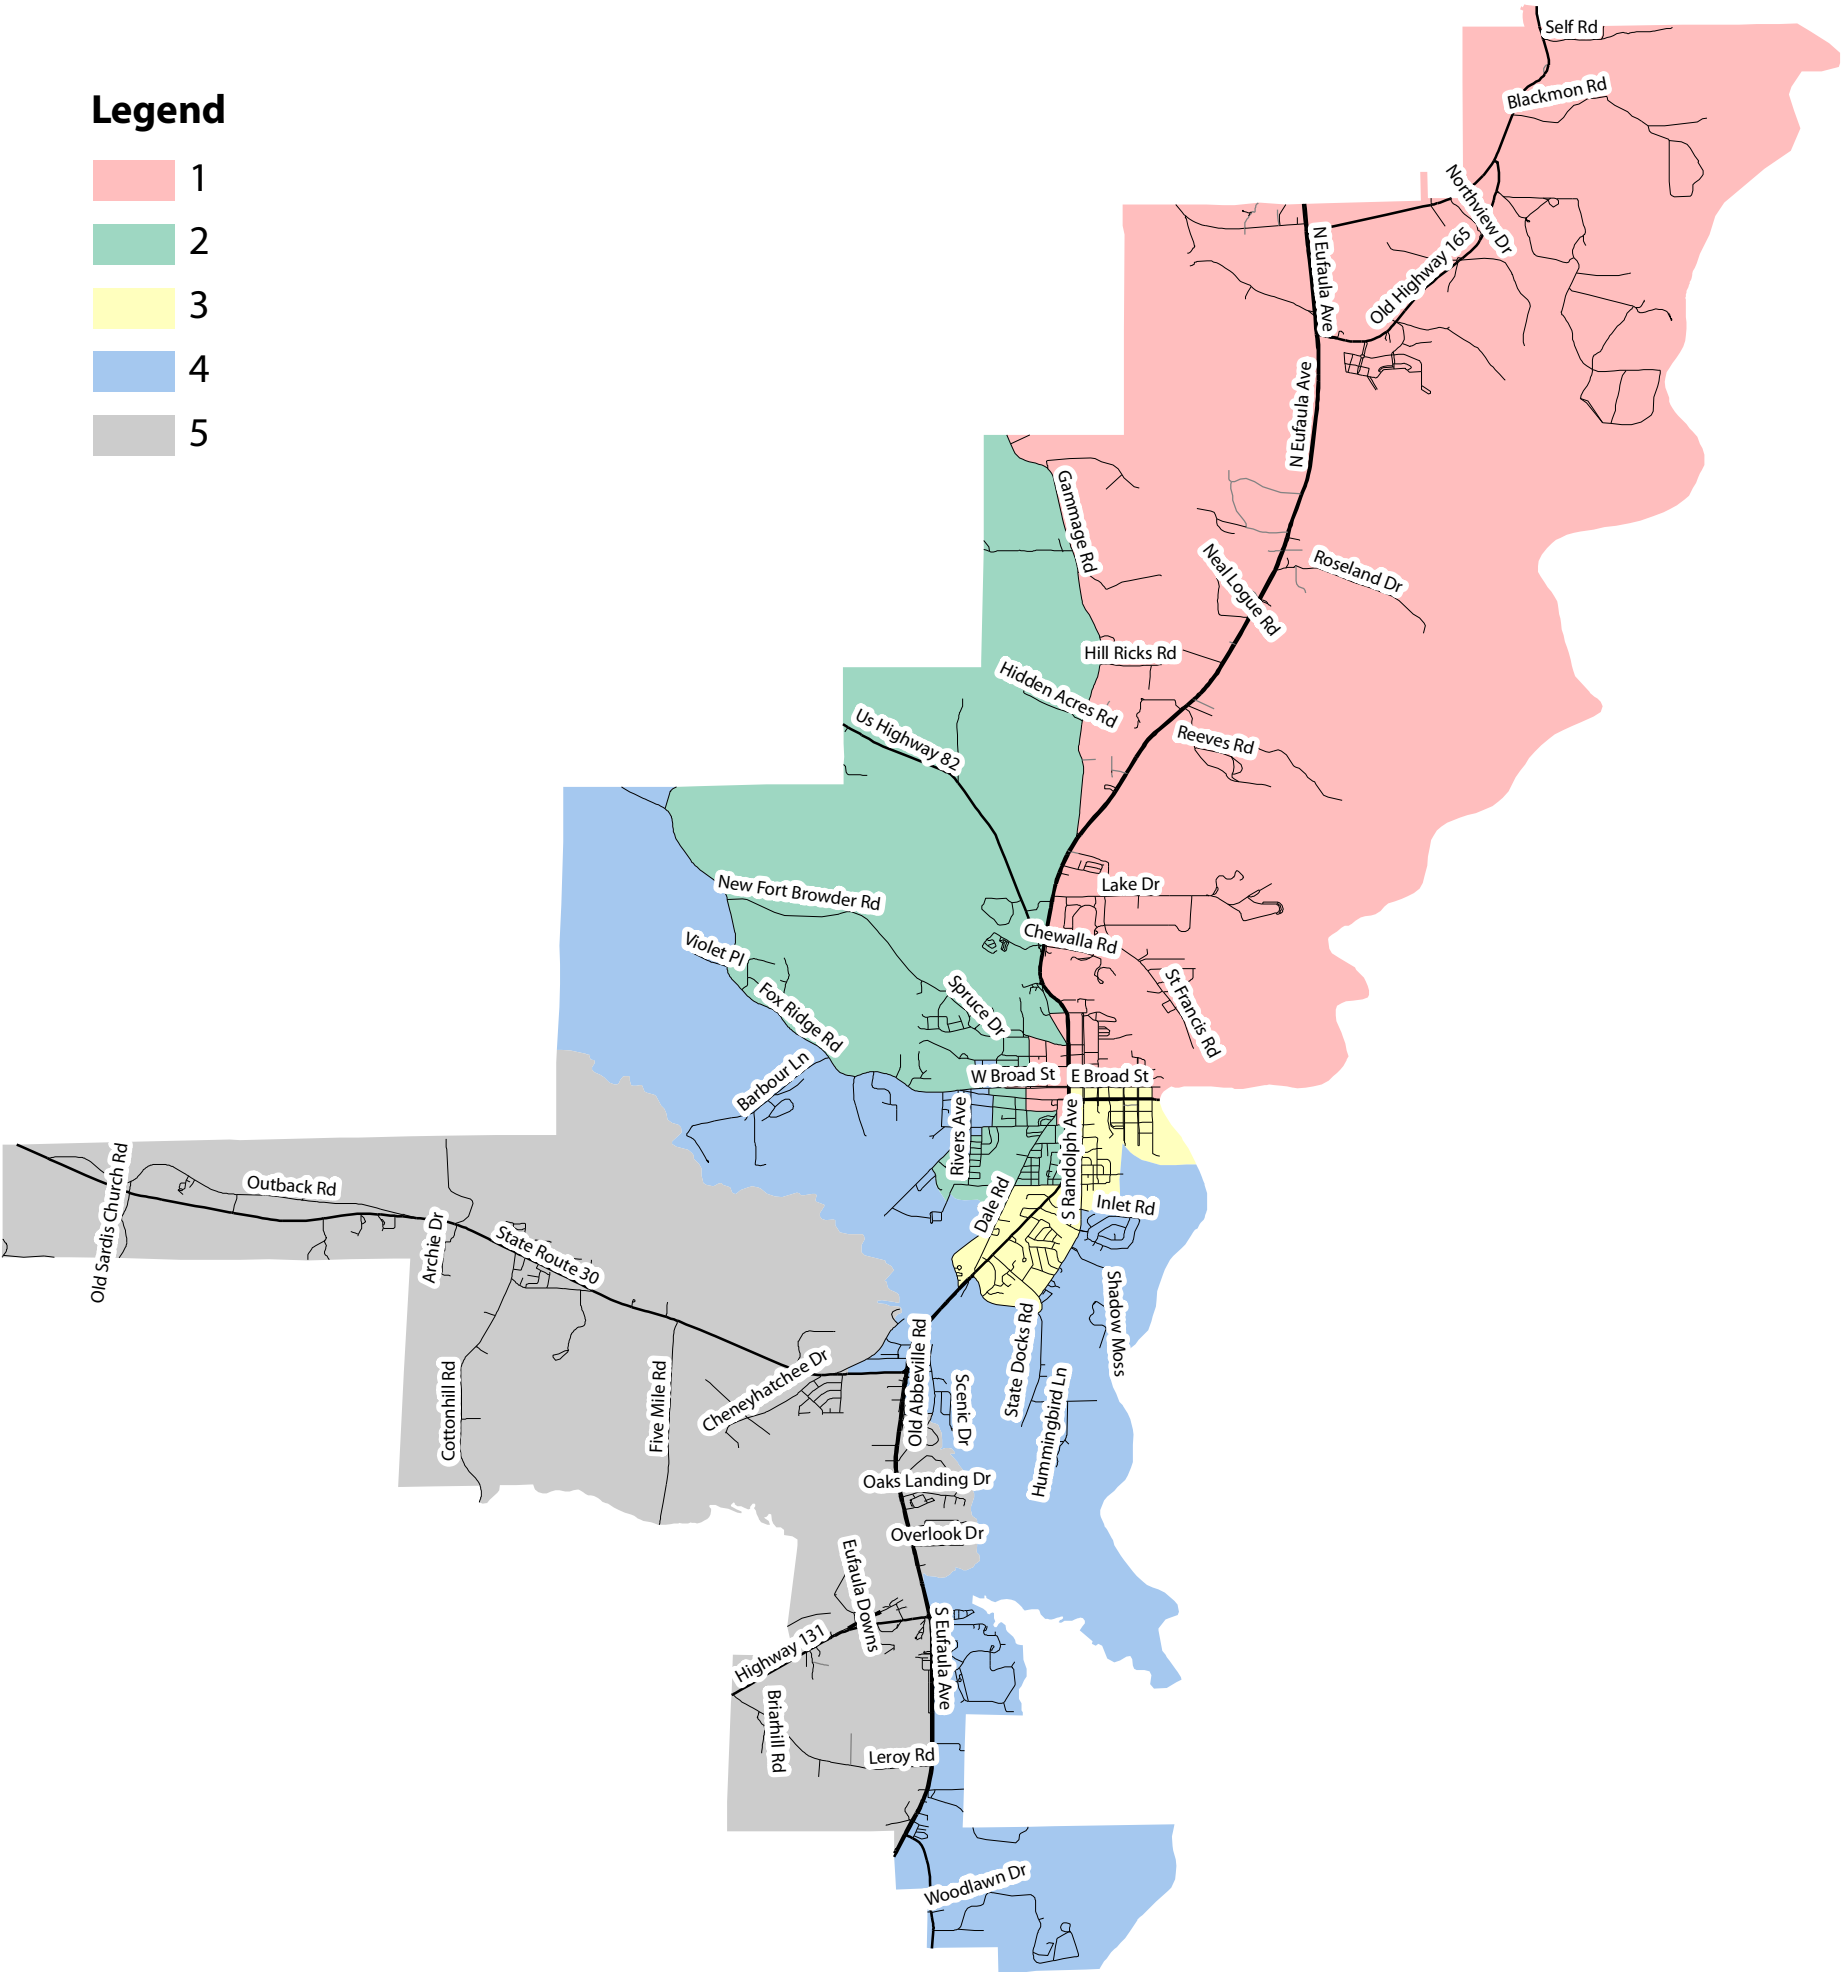 Legend
1
2
3
4
5
Self Rd
Blackmon Rd
Northview Dr
Old Highway 165
N Eufaula Ave
N Eufaula Ave
Gammage Rd
Neal Logue Rd
Roseland Dr
Hill Ricks Rd
Hidden Acres Rd
Us Highway 82
Reeves Rd
New Fort Browder Rd
Lake Dr
Chewalla Rd
Violet Pl
Fox Ridge Rd
Spruce Dr
St Francis Rd
Barbour Ln
W Broad St
E Broad St
Rivers Ave
S Randolph Ave
Dale Rd
Inlet Rd
Old Sardis Church Rd
Outback Rd
Archie Dr
State Route 30
Shadow Moss
State Docks Rd
Old Abbeville Rd
Cottonhill Rd
Five Mile Rd
Cheneyhatchee Dr
Scenic Dr
Hummingbird Ln
Oaks Landing Dr
Overlook Dr
Eufaula Downs
Highway 131
S Eufaula Ave
Briarhill Rd
Leroy Rd
Woodlawn Dr